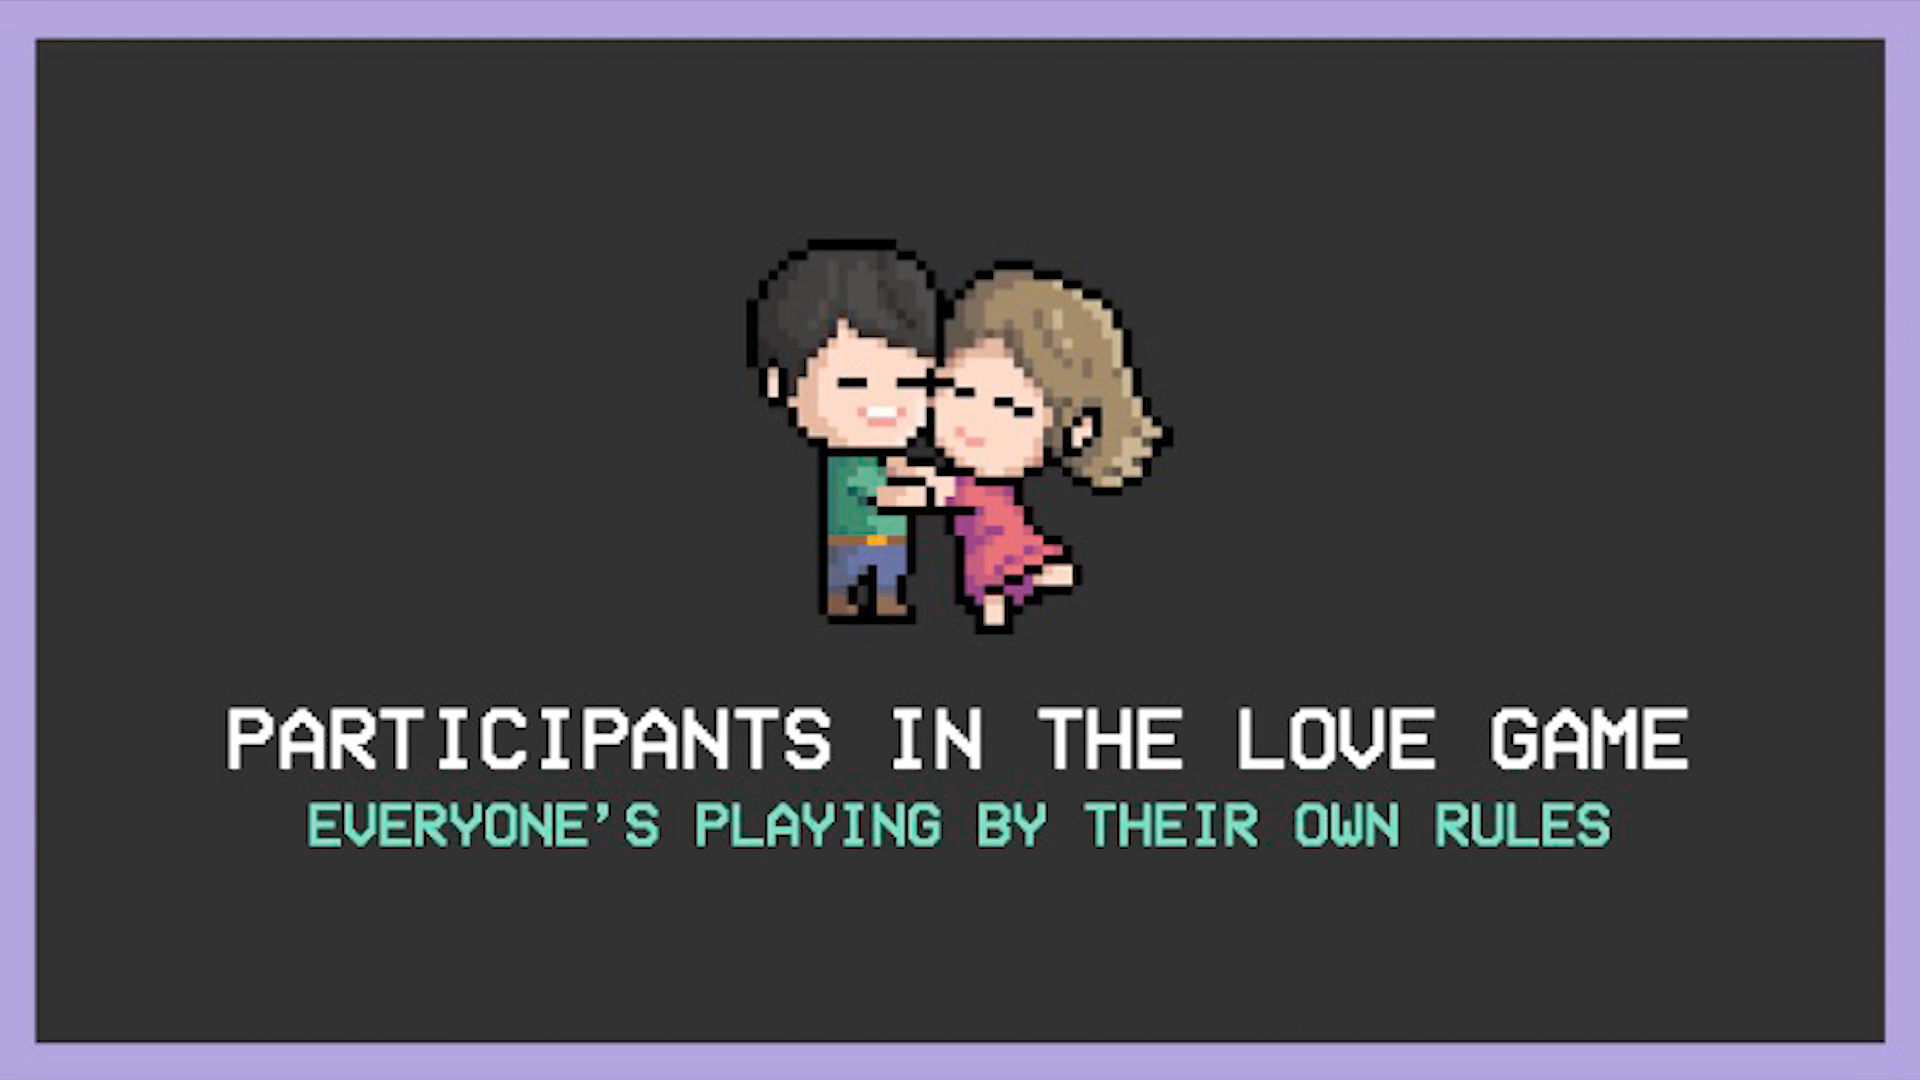 PARTICIPANTS IN THE LOVE GAME
EVERYONE'S PLAYING BY THEIR OWN RULES